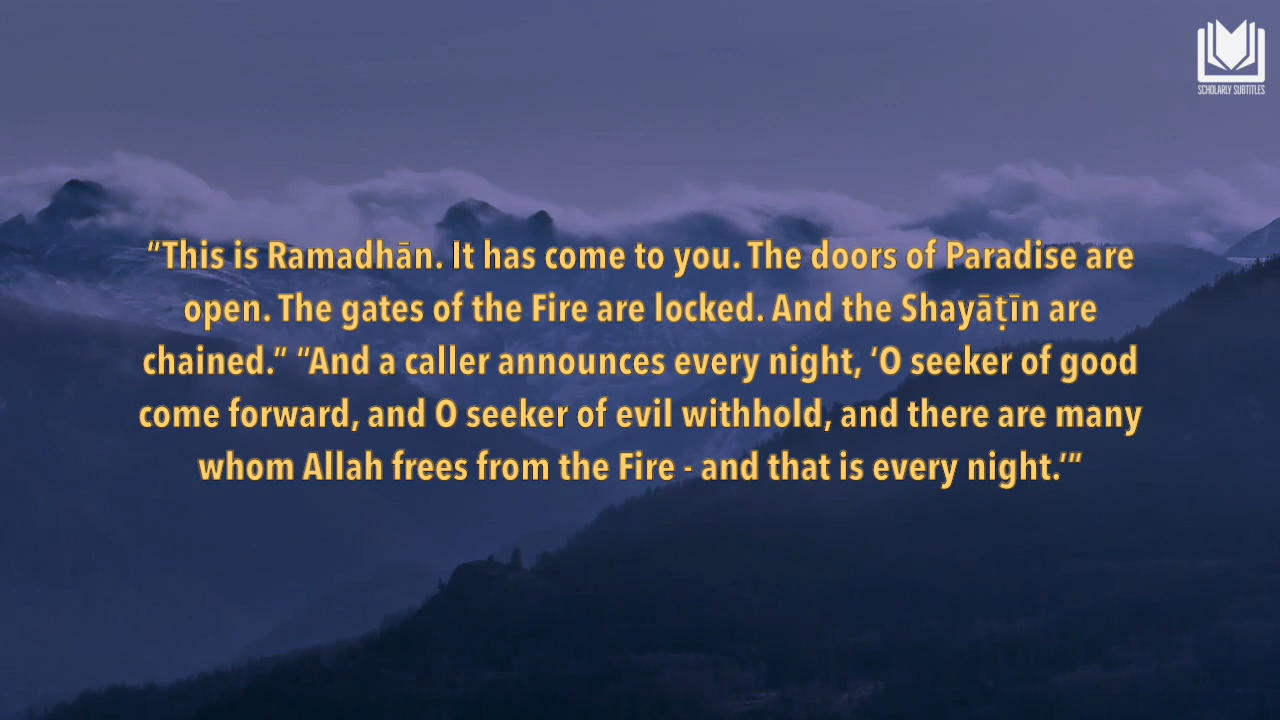 SCHOLARLY SUBTITLES
“This is Ramadhān. It has come to you. The doors of Paradise are
open. The gates of the Fire are locked. And the Shayāṭīn are
chained.” “And a caller announces every night, ‘O seeker of good
come forward, and O seeker of evil withhold, and there are many
whom Allah frees from the Fire - and that is every night.’”